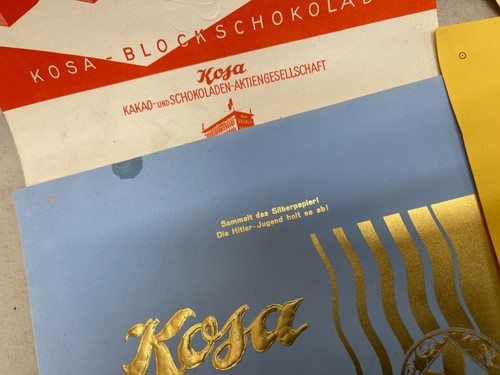 KOSA-BLOCKSCHOKOLAD
Kosa
KAKAO- UND SCHOKOLADEN-AKTIENGESELLSCHAFT
Sammelt das Silberpapier!
Die Hitler-Jugend holt es ab!
Kosa